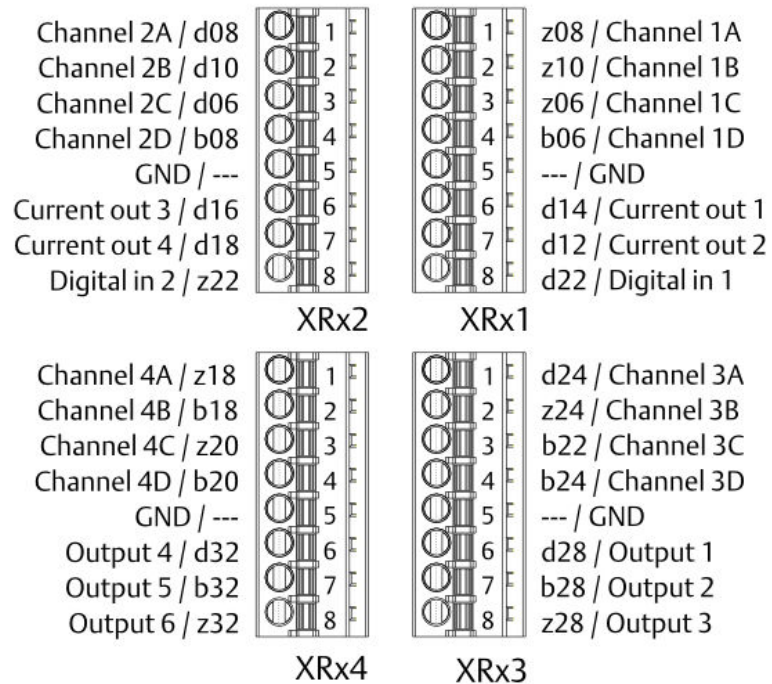 Channel 2A / d08 1
Channel 2B / d10 2
Channel 2C / d06 3
Channel 2D / b08 4
GND / --- 5
Current out 3 / d16 6
Current out 4 / d18 7
Digital in 2 / z22 8
XRx2
1 z08 / Channel 1A
2 z10 / Channel 1B
3 z06 / Channel 1C
4 b06 / Channel 1D
5 --- / GND
6 d14 / Current out 1
7 d12 / Current out 2
8 d22 / Digital in 1
XRx1
Channel 4A / z18 1
Channel 4B / b18 2
Channel 4C / z20 3
Channel 4D / b20 4
GND / --- 5
Output 4 / d32 6
Output 5 / b32 7
Output 6 / z32 8
XRx4
1 d24 / Channel 3A
2 z24 / Channel 3B
3 b22 / Channel 3C
4 b24 / Channel 3D
5 --- / GND
6 d28 / Output 1
7 b28 / Output 2
8 z28 / Output 3
XRx3